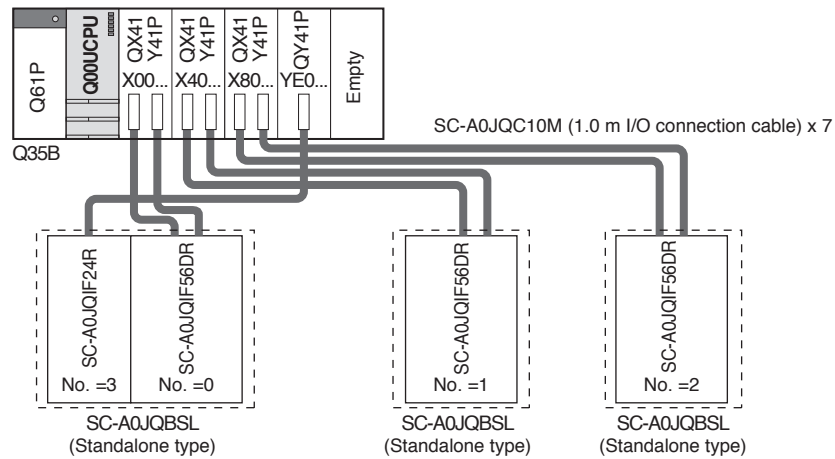 Q61P
Q00UCPU
QX41
Y41P
X00...
QX41
Y41P
X40...
QX41
Y41P
X80...
QY41P
YE0...
Empty
Q35B
SC-A0JQC10M (1.0 m I/O connection cable) x 7
SC-A0JQIF24R
No. =3
SC-A0JQIF56DR
No. =0
SC-A0JQIF56DR
No. =1
SC-A0JQIF56DR
No. =2
SC-A0JQBSL
(Standalone type)
SC-A0JQBSL
(Standalone type)
SC-A0JQBSL
(Standalone type)